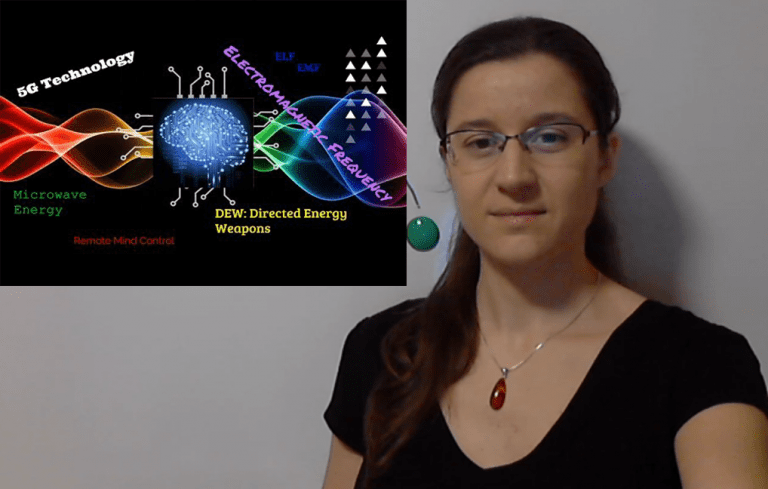 5G Technology
ELF
EMF
Electromagnetic Frequency
Microwave
Energy
DEW: Directed Energy
Weapons
Remote Mind Control